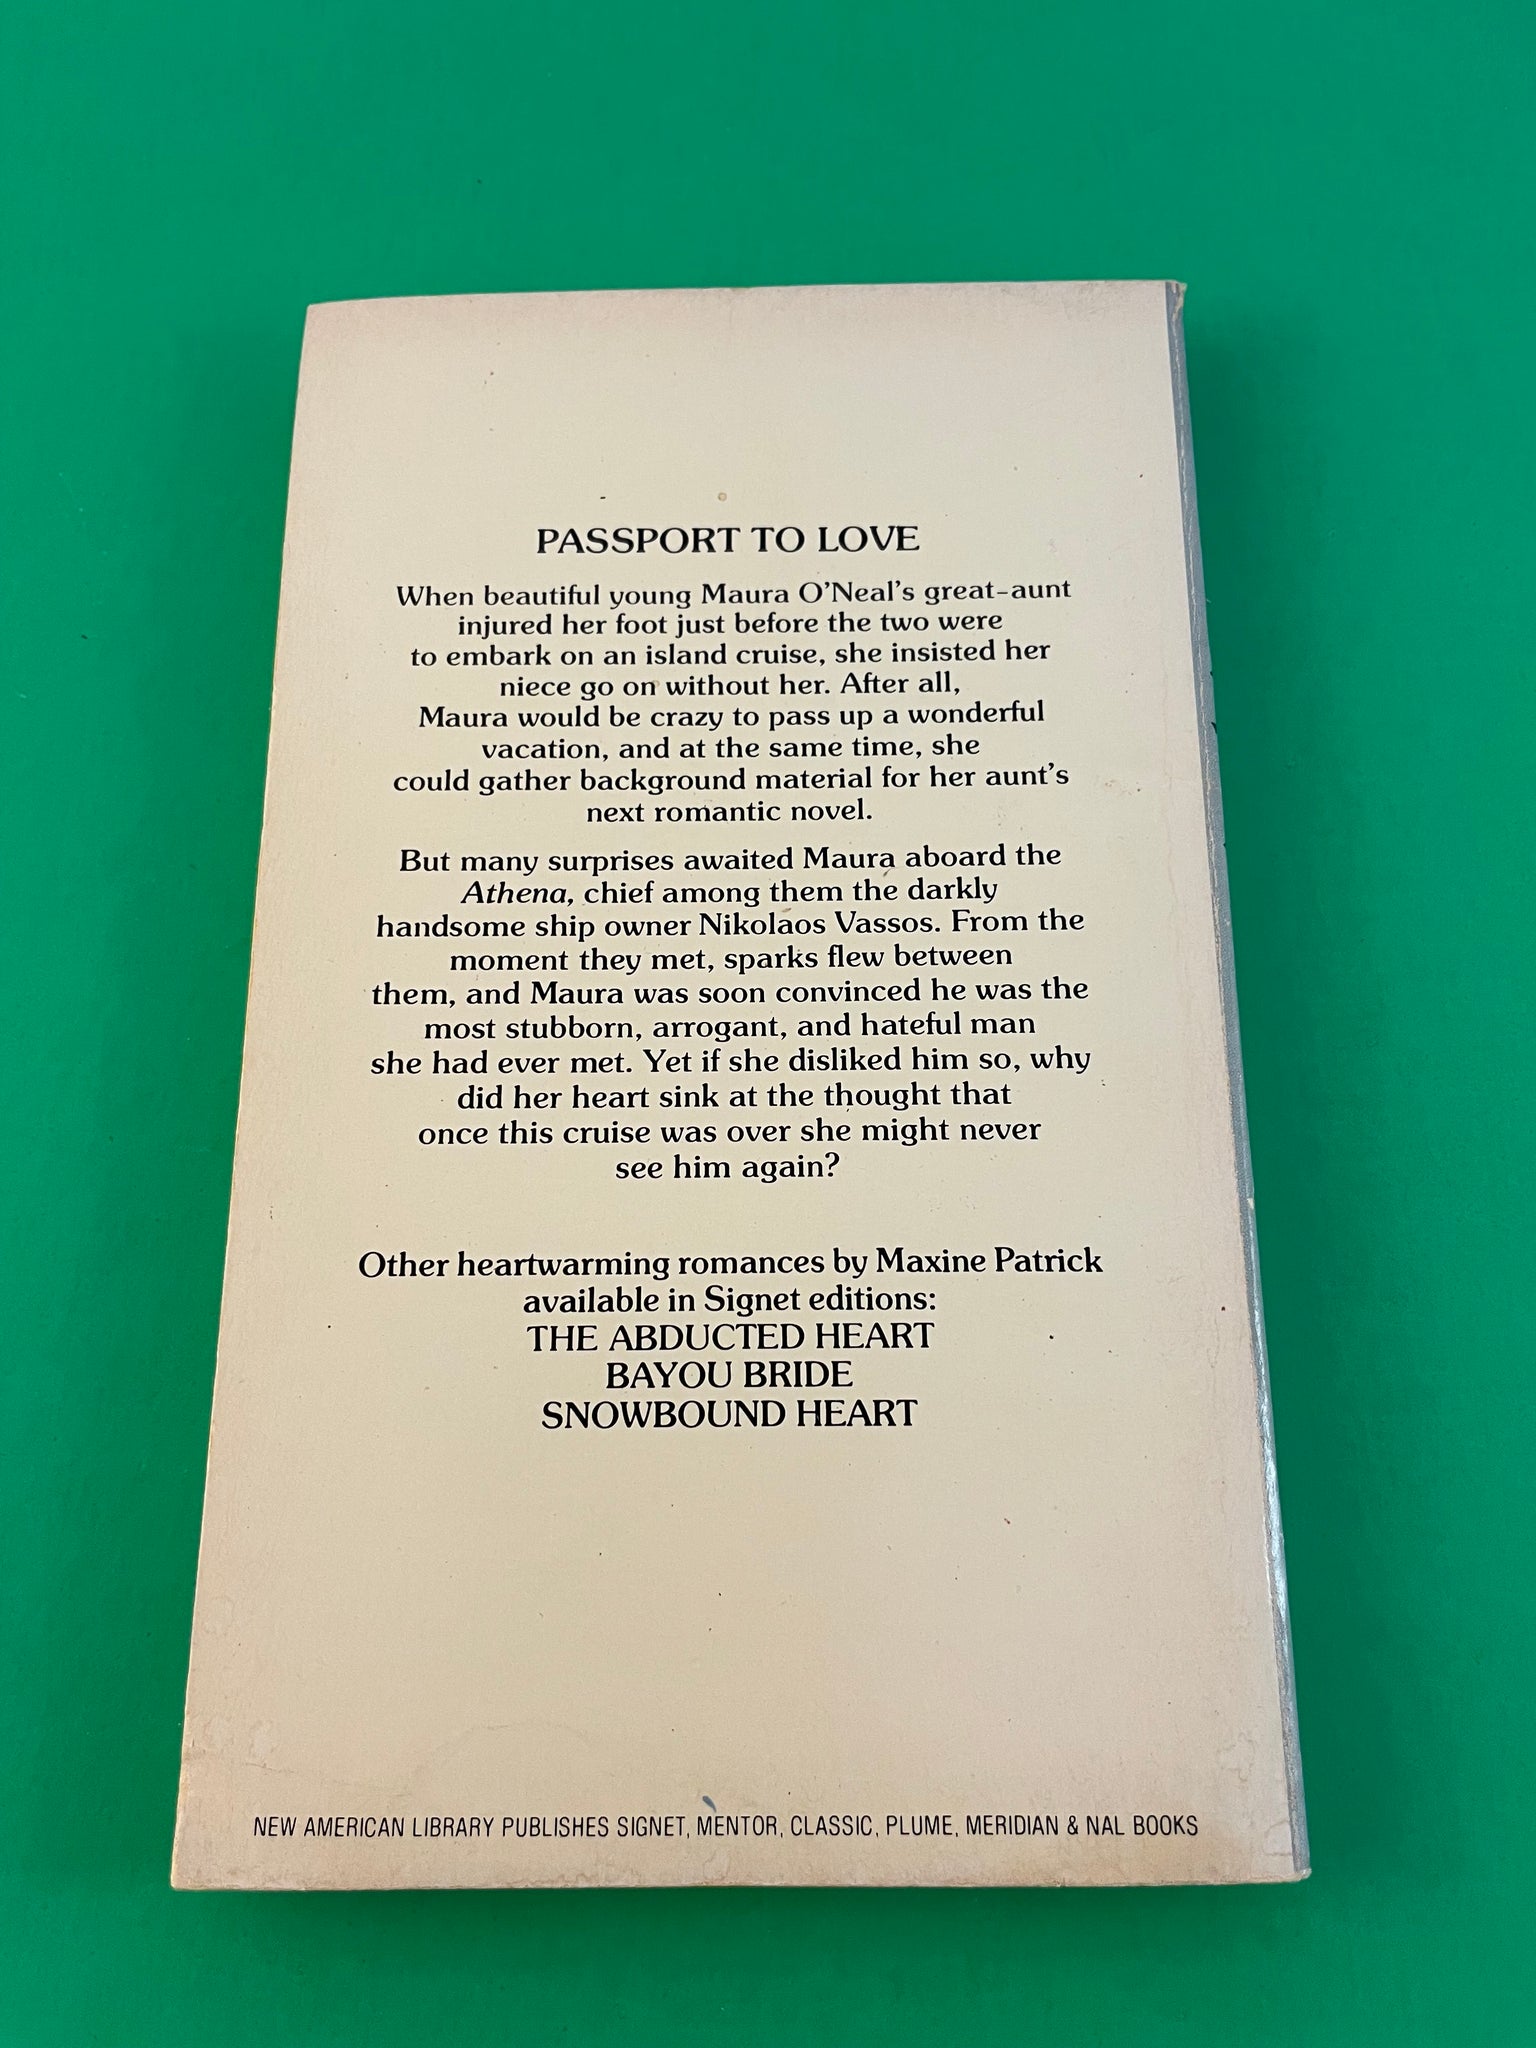 PASSPORT TO LOVE
When beautiful young Maura O'Neal's great-aunt
injured her foot just before the two were
to embark on an island cruise, she insisted her
niece go on without her. After all,
Maura would be crazy to pass up a wonderful
vacation, and at the same time, she
could gather background material for her aunt's
next romantic novel.
But many surprises awaited Maura aboard the
Athena, chief among them the darkly
handsome ship owner Nikolaos Vassos. From the
moment they met, sparks flew between
them, and Maura was soon convinced he was the
most stubborn, arrogant, and hateful man
she had ever met. Yet if she disliked him so, why
did her heart sink at the thought that
once this cruise was over she might never
see him again?
Other heartwarming romances by Maxine Patrick
available in Signet editions:
THE ABDUCTED HEART
BAYOU BRIDE
SNOWBOUND HEART
NEW AMERICAN LIBRARY PUBLISHES SIGNET, MENTOR, CLASSIC, PLUME, MERIDIAN & NAL BOOKS